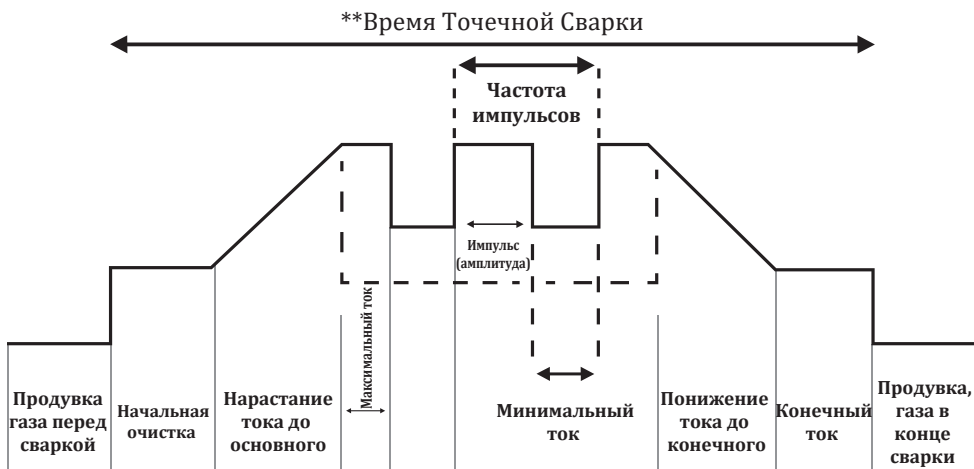 **Время Точечной Сварки
Частота
импульсов
Импульс
(амплитуда)
Максимальный ток
Продувка
газа перед
сваркой
Начальная
очистка
Нарастание
тока до
основного
Минимальный
ток
Понижение
тока до
конечного
Конечный
ток
Продувка,
газа в
конце
сварки